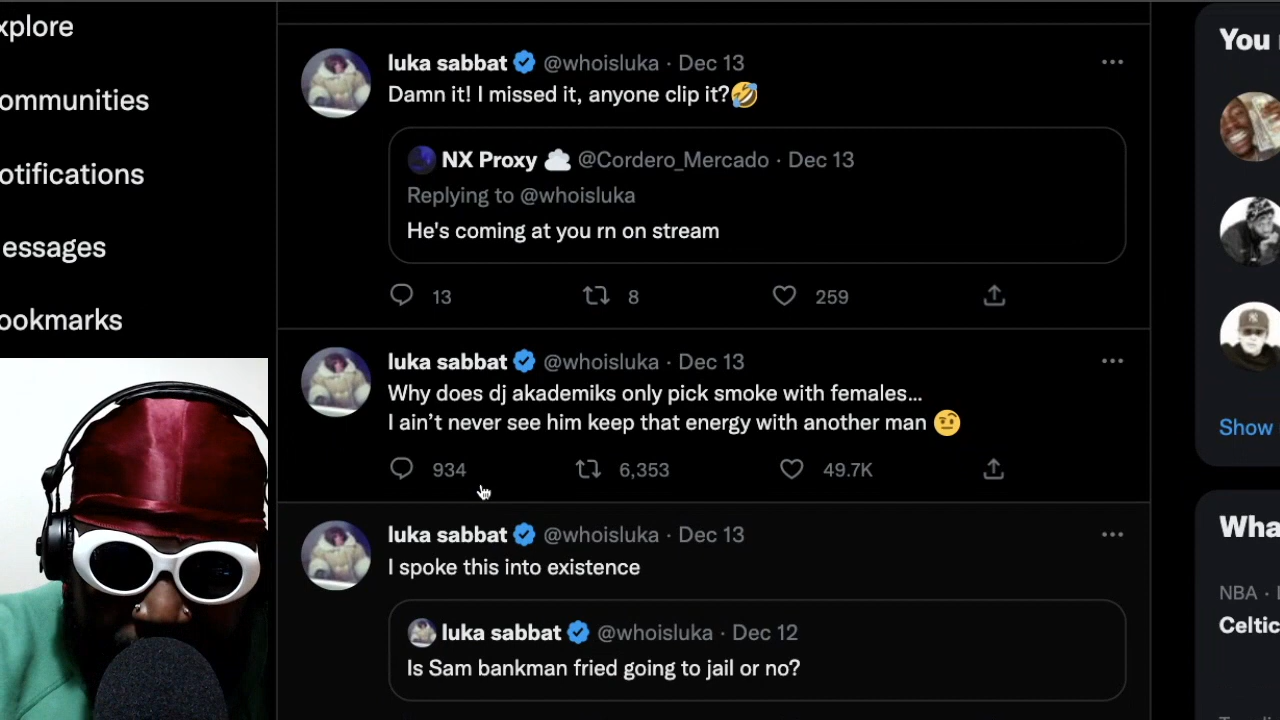 xplore
ommunities
otifications
essages
ookmarks
luka sabbat @whoisluka · Dec 13
Damn it! I missed it, anyone clip it?🤣
NX Proxy ☁️ @Cordero_Mercado · Dec 13
Replying to @whoisluka
He's coming at you rn on stream
13 8 259
luka sabbat @whoisluka · Dec 13
Why does dj akademiks only pick smoke with females...
I ain’t never see him keep that energy with another man 🤨
934 6,353 49.7K
luka sabbat @whoisluka · Dec 13
I spoke this into existence
luka sabbat @whoisluka · Dec 12
Is Sam bankman fried going to jail or no?
You
Show
Wha
NBA ·
Celtic